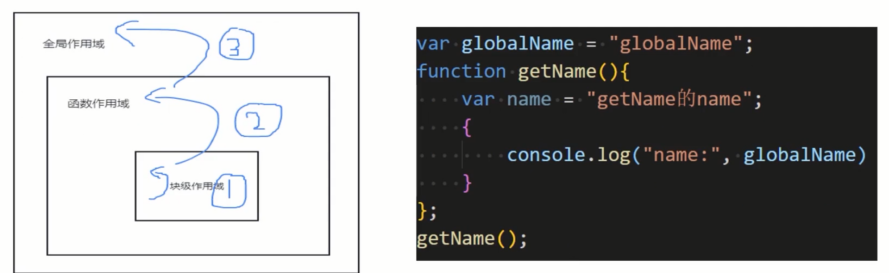 全局作用域
3
函数作用域
2
块级作用域
1
var globalName = "globalName";
function getName(){
    var name = "getName的name";
    {
        console.log("name:", globalName)
    }
};
getName();